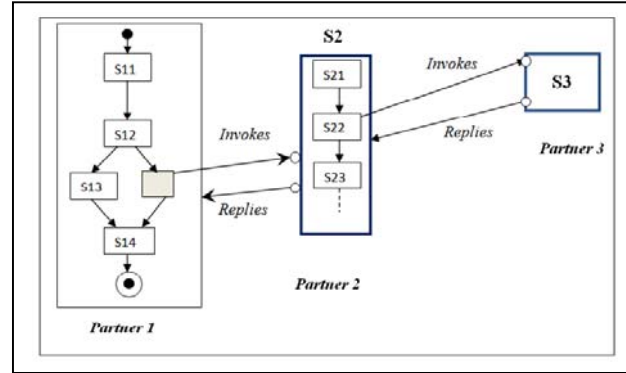 S11
S12
S13
S14
Partner 1
Invokes
Replies
S2
S21
S22
S23
Partner 2
Invokes
Replies
S3
Partner 3